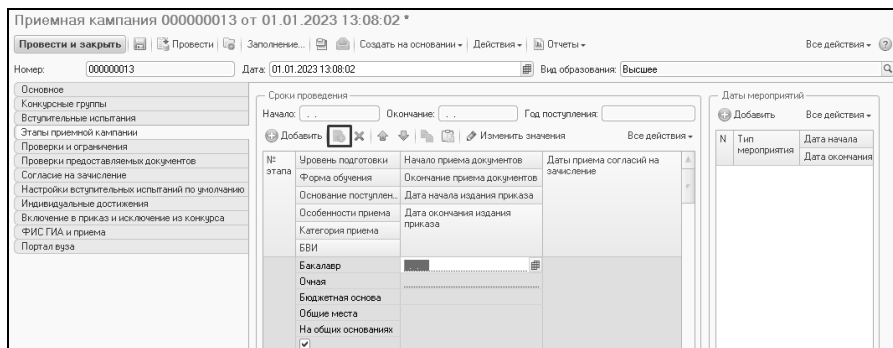 Приемная кампания 000000013 от 01.01.2023 13:08:02 *
Провести и закрыть Провести Заполнение... Создать на основании Действия Отчеты Все действия
Номер: 000000013 Дата: 01.01.2023 13:08:02 Вид образования: Высшее
Основное
Конкурсные группы
Вступительные испытания
Этапы приемной кампании
Проверки и ограничения
Проверки предоставляемых документов
Согласие на зачисление
Настройки вступительных испытаний по умолчанию
Индивидуальные достижения
Включение в приказ и исключение из конкурса
ФИС ГИА и приема
Портал вуза
Сроки проведения
Начало: . . Окончание: . . Год поступления:
Добавить Изменить значения Все действия
№ этапа
Уровень подготовки
Форма обучения
Основание поступлен...
Особенности приема
Категория приема
БВИ
Начало приема документов
Окончание приема документов
Дата начала издания приказа
Дата окончания издания
приказа
Даты приема согласий на
зачисление
Бакалавр
Очная
Бюджетная основа
Общие места
На общих основаниях
Даты мероприятий
Добавить Все действия
N
Тип
мероприятия
Дата начала
Дата окончания